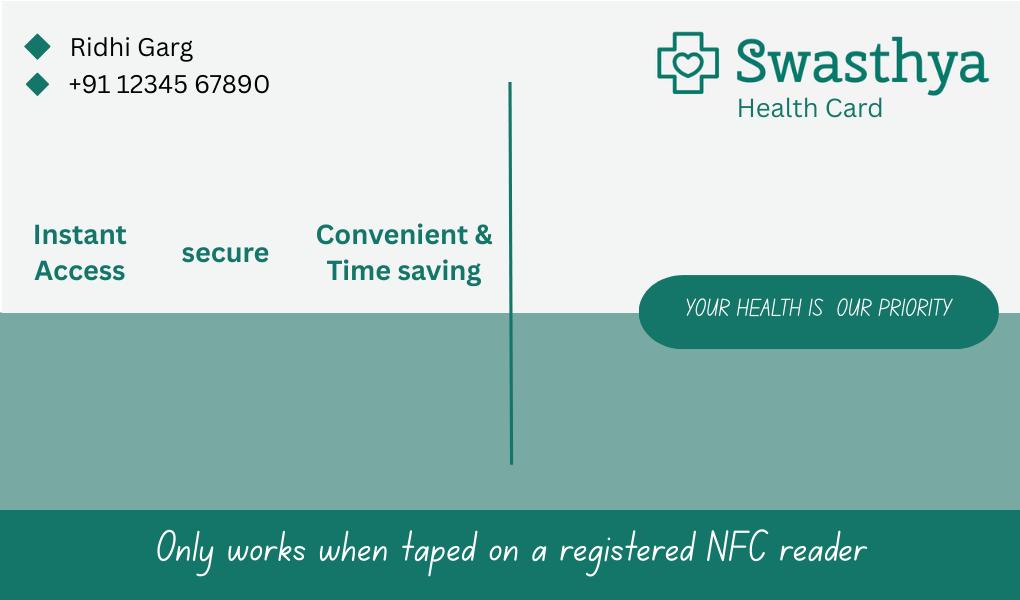 Ridhi Garg
+91 12345 67890
Swasthya
Health Card
Instant
Access
secure
Convenient &
Time saving
YOUR HEALTH IS  OUR PRIORITY
Only works when taped on a registered NFC reader